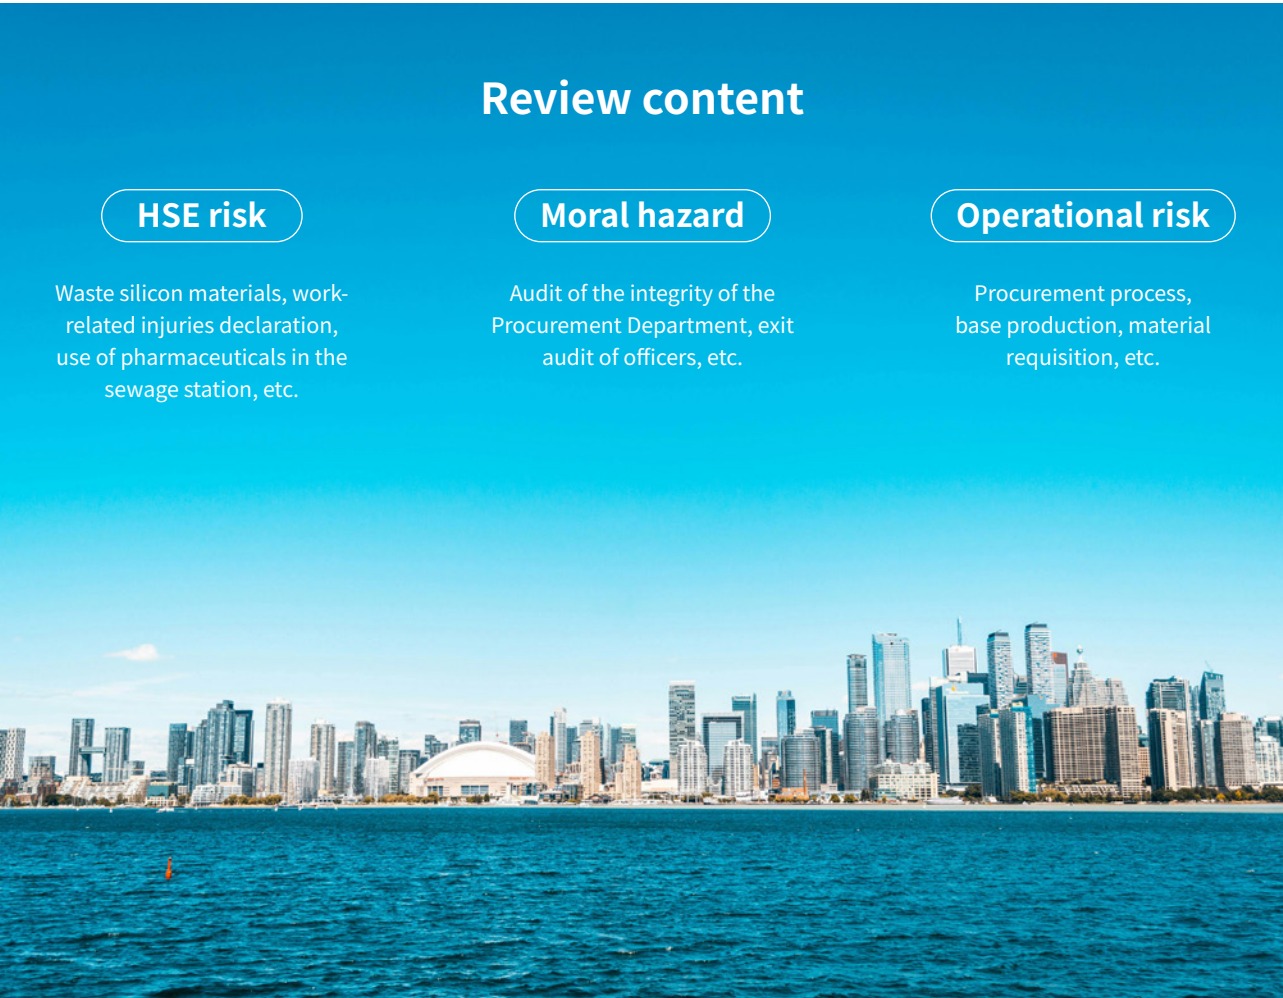 Review content
HSE risk
Waste silicon materials, work-
related injuries declaration,
use of pharmaceuticals in the
sewage station, etc.
Moral hazard
Audit of the integrity of the
Procurement Department, exit
audit of officers, etc.
Operational risk
Procurement process,
base production, material
requisition, etc.